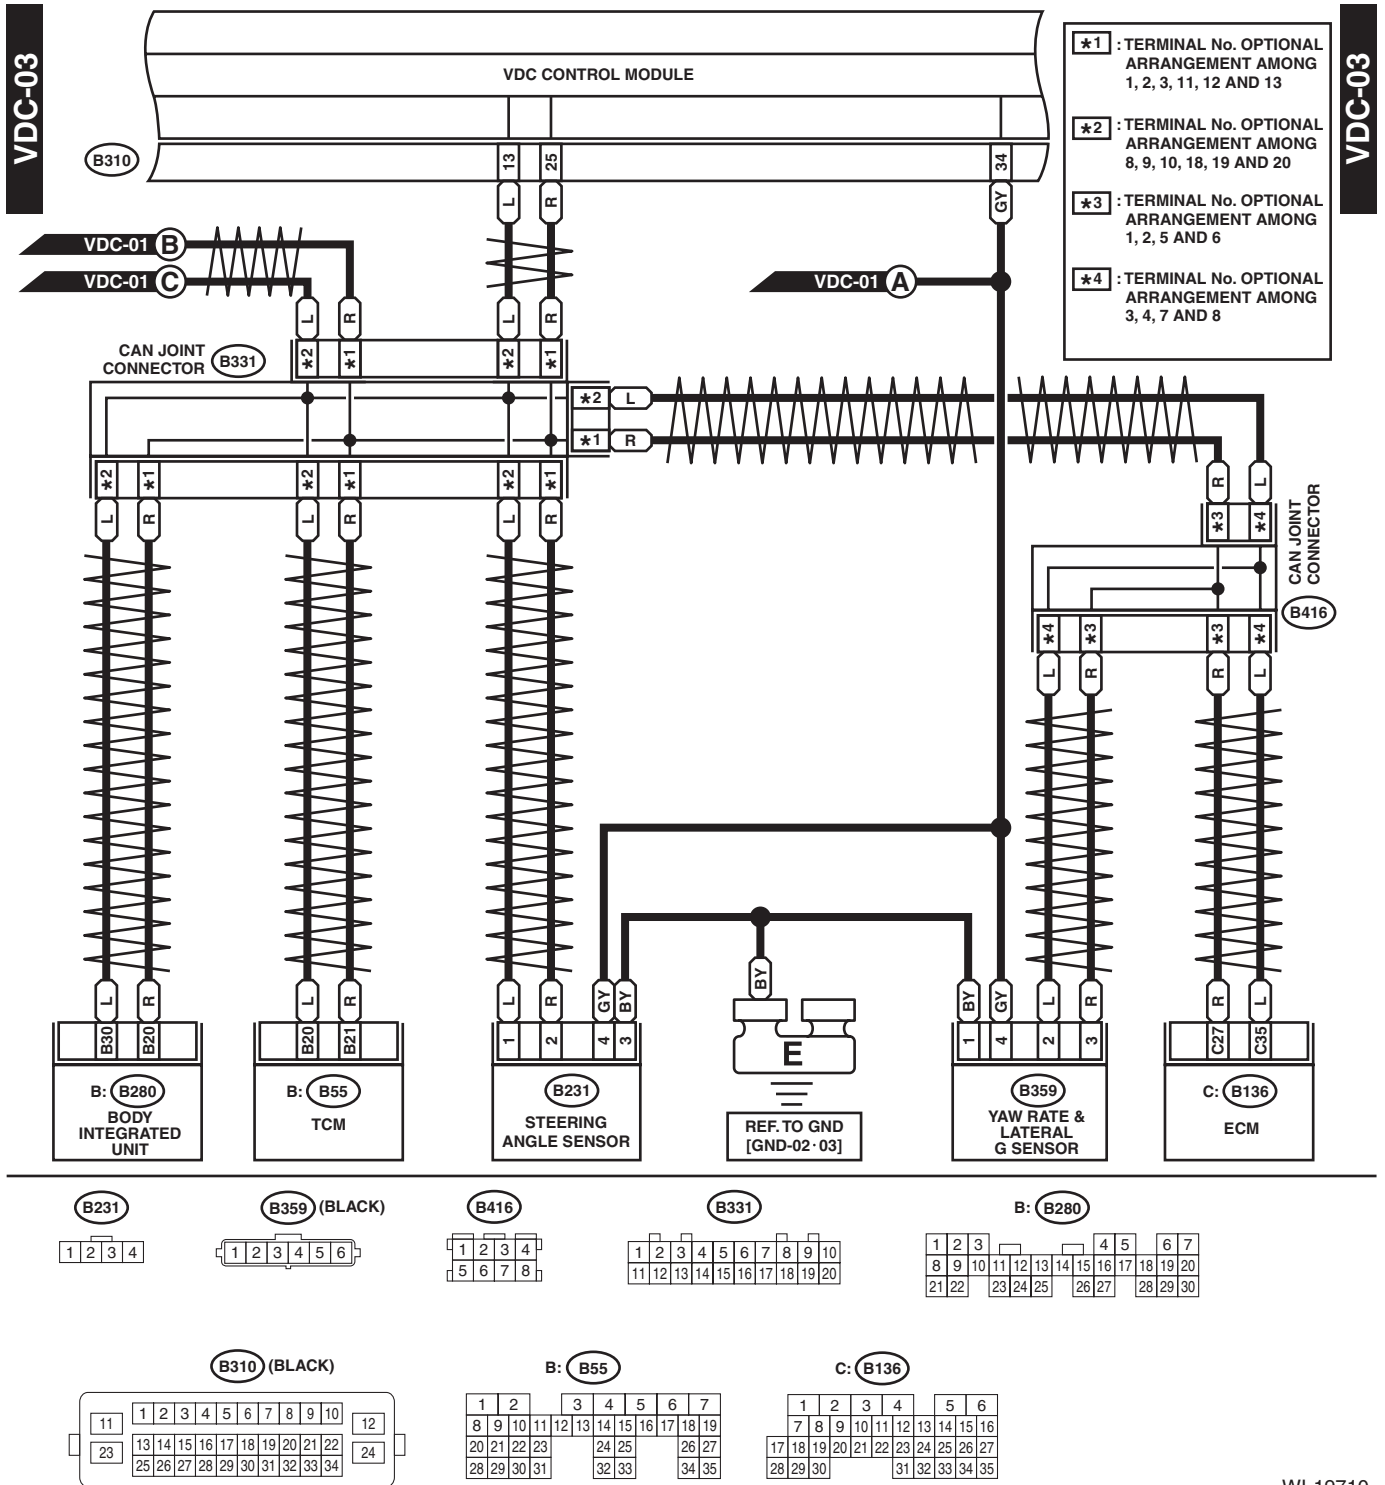 VDC-03
VDC-03
VDC CONTROL MODULE
B310
13
25
34
L
R
GY
*1 : TERMINAL No. OPTIONAL
ARRANGEMENT AMONG
1, 2, 3, 11, 12 AND 13
*2 : TERMINAL No. OPTIONAL
ARRANGEMENT AMONG
8, 9, 10, 18, 19 AND 20
*3 : TERMINAL No. OPTIONAL
ARRANGEMENT AMONG
1, 2, 5 AND 6
*4 : TERMINAL No. OPTIONAL
ARRANGEMENT AMONG
3, 4, 7 AND 8
VDC-01 B
VDC-01 C
VDC-01 A
L R L R
CAN JOINT
CONNECTOR
B331
*2 *1 *2 *1
*2 L
*1 R
*2 *1 *2 *1 *2 *1
L R L R L R
R L
*3 *4
CAN JOINT
CONNECTOR
B416
*4 *3 *3 *4
L R R L
BY
L R L R L R GY BY BY GY L R R L
B30 B20 B20 B21 1 2 4 3 1 4 2 3 C27 C35
E
B: B280
BODY
INTEGRATED
UNIT
B: B55
TCM
B231
STEERING
ANGLE SENSOR
REF. TO GND
[GND-02·03]
B359
YAW RATE &
LATERAL
G SENSOR
C: B136
ECM
B231
1 2 3 4
B359 (BLACK)
1 2 3 4 5 6
B416
1 2 3 4
5 6 7 8
B331
1 2 3 4 5 6 7 8 9 10
11 12 13 14 15 16 17 18 19 20
B: B280
1 2 3 4 5 6 7
8 9 10 11 12 13 14 15 16 17 18 19 20
21 22 23 24 25 26 27 28 29 30
B310 (BLACK)
11 1 2 3 4 5 6 7 8 9 10 12
23 13 14 15 16 17 18 19 20 21 22 24
25 26 27 28 29 30 31 32 33 34
B: B55
1 2 3 4 5 6 7
8 9 10 11 12 13 14 15 16 17 18 19
20 21 22 23 24 25 26 27
28 29 30 31 32 33 34 35
C: B136
1 2 3 4 5 6
7 8 9 10 11 12 13 14 15 16
17 18 19 20 21 22 23 24 25 26 27
28 29 30 31 32 33 34 35